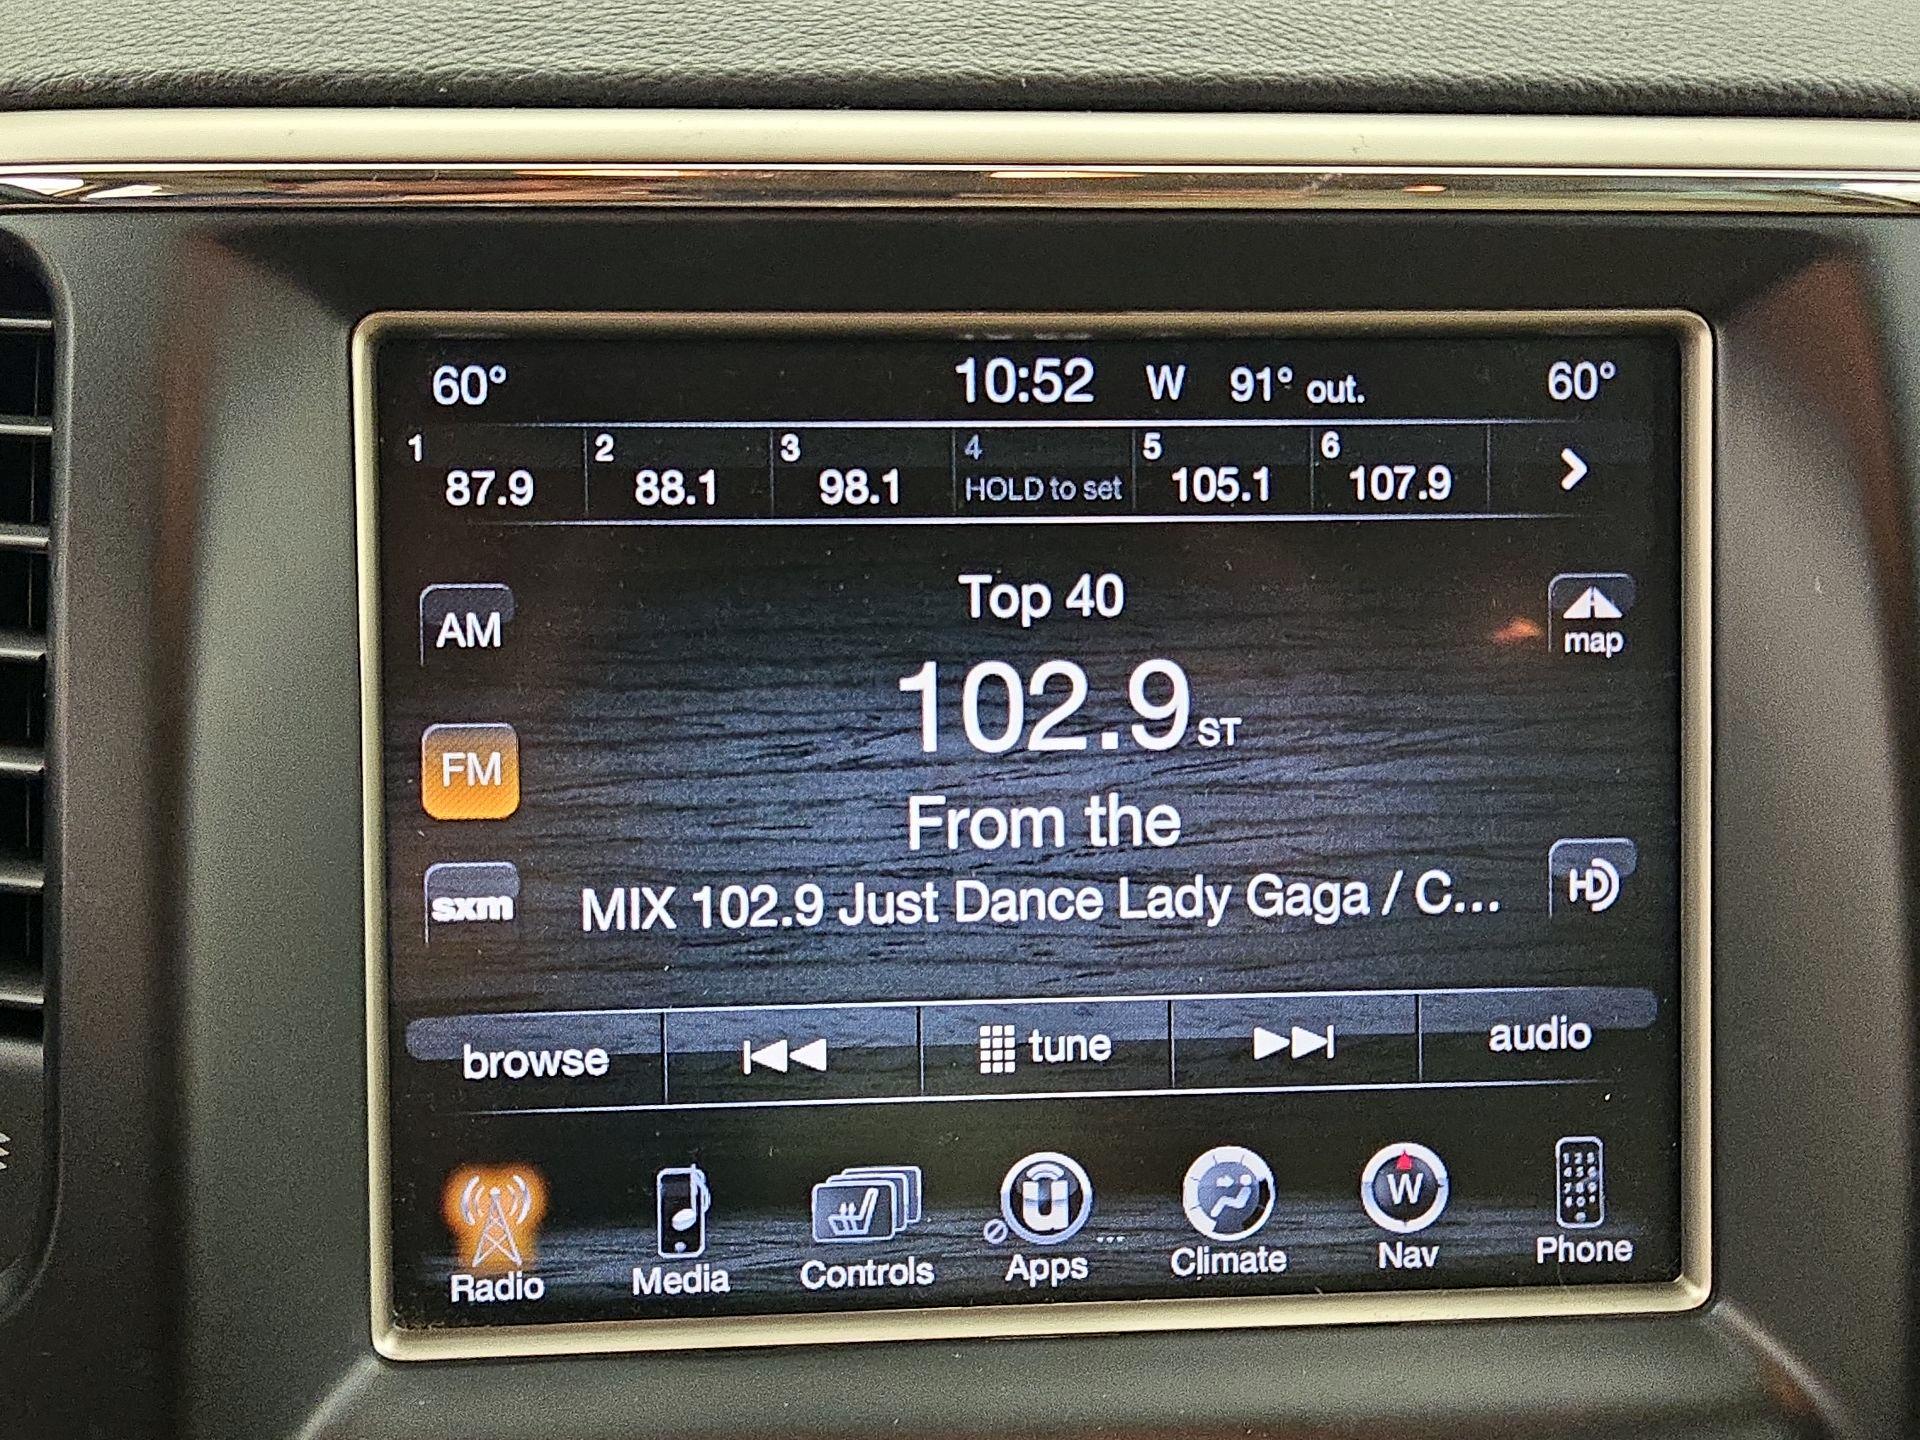 60° 10:52 W 91° out. 60°
1 2 3 4 5 6
87.9 88.1 98.1 HOLD to set 105.1 107.9
Top 40
AM
map
102.9 ST
FM
From the
sxm
MIX 102.9 Just Dance Lady Gaga / C...
HD
browse tune audio
Radio Media Controls Apps ... Climate Nav Phone
W